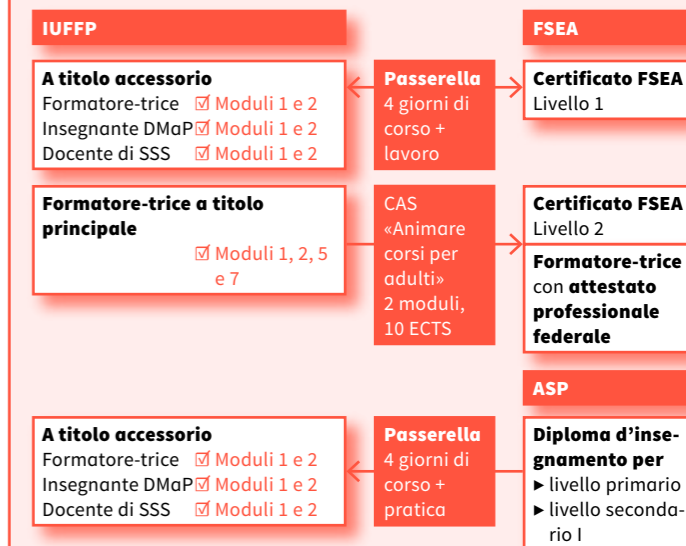 IUFFP
FSEA
A titolo accessorio
Formatore-trice ☑ Moduli 1 e 2
Insegnante DMaP ☑ Moduli 1 e 2
Docente di SSS ☑ Moduli 1 e 2
Passerella
4 giorni di
corso +
lavoro
Certificato FSEA
Livello 1
Formatore-trice a titolo
principale
☑ Moduli 1, 2, 5
e 7
CAS
«Animare
corsi per
adulti»
2 moduli,
10 ECTS
Certificato FSEA
Livello 2
Formatore-trice
con attestato
professionale
federale
ASP
A titolo accessorio
Formatore-trice ☑ Moduli 1 e 2
Insegnante DMaP ☑ Moduli 1 e 2
Docente di SSS ☑ Moduli 1 e 2
Passerella
4 giorni di
corso +
pratica
Diploma d'inse-
gnamento per
▸ livello primario
▸ livello seconda-
rio I